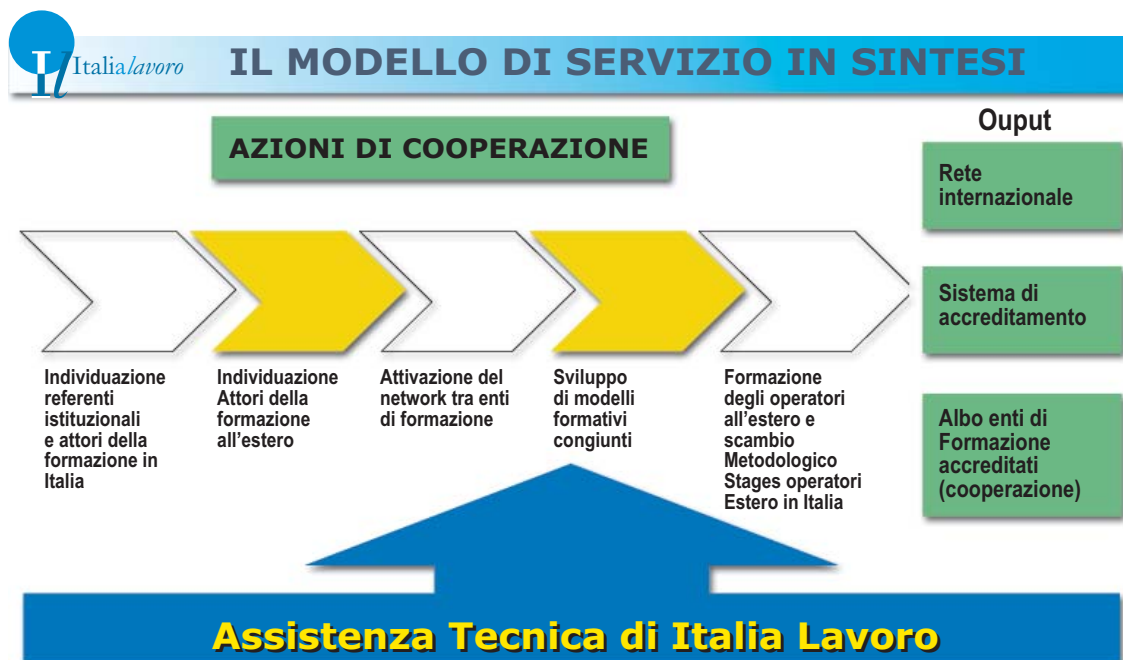 Il Italialavoro
IL MODELLO DI SERVIZIO IN SINTESI
AZIONI DI COOPERAZIONE
Individuazione
referenti
istituzionali
e attori della
formazione in
Italia
Individuazione
Attori della
formazione
all'estero
Attivazione del
network tra enti
di formazione
Sviluppo
di modelli
formativi
congiunti
Formazione
degli operatori
all'estero e
scambio
Metodologico
Stages operatori
Estero in Italia
Ouput
Rete
internazionale
Sistema di
accreditamento
Albo enti di
Formazione
accreditati
(cooperazione)
Assistenza Tecnica di Italia Lavoro